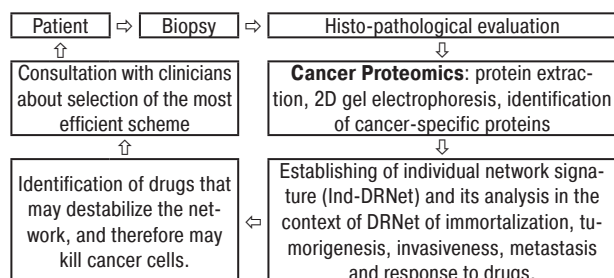 Patient ⇨ Biopsy ⇨ Histo-pathological evaluation
⇧
⇩
Consultation with clinicians
about selection of the most
efficient scheme
Cancer Proteomics: protein extrac-
tion, 2D gel electrophoresis, identification
of cancer-specific proteins
⇧
⇩
Identification of drugs that
may destabilize the net-
work, and therefore may
kill cancer cells.
⇦
Establishing of individual network signa-
ture (Ind-DRNet) and its analysis in the
context of DRNet of immortalization, tu-
morigenesis, invasiveness, metastasis
and response to drugs.